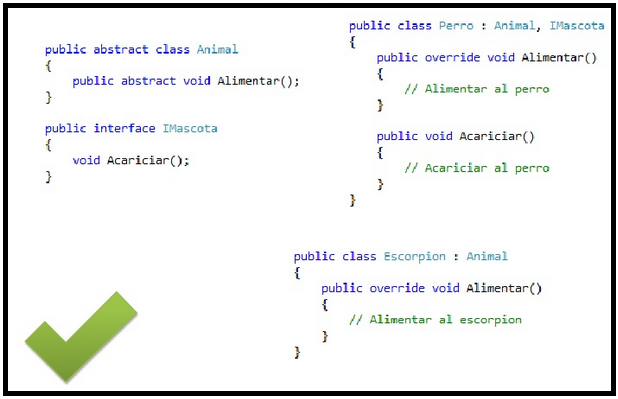 public abstract class Animal
{
    public abstract void Alimentar();
}
public interface IMascota
{
    void Acariciar();
}
public class Perro : Animal, IMascota
{
    public override void Alimentar()
    {
        // Alimentar al perro
    }
    public void Acariciar()
    {
        // Acariciar al perro
    }
}
public class Escorpion : Animal
{
    public override void Alimentar()
    {
        // Alimentar al escorpion
    }
}